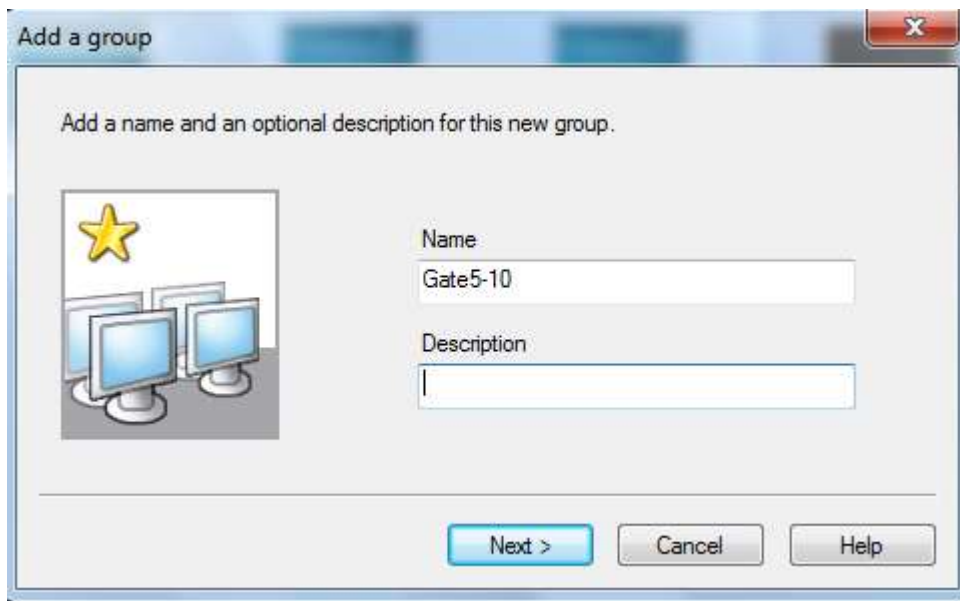 Add a group
Add a name and an optional description for this new group.
Name
Gate5-10
Description
Next >
Cancel
Help